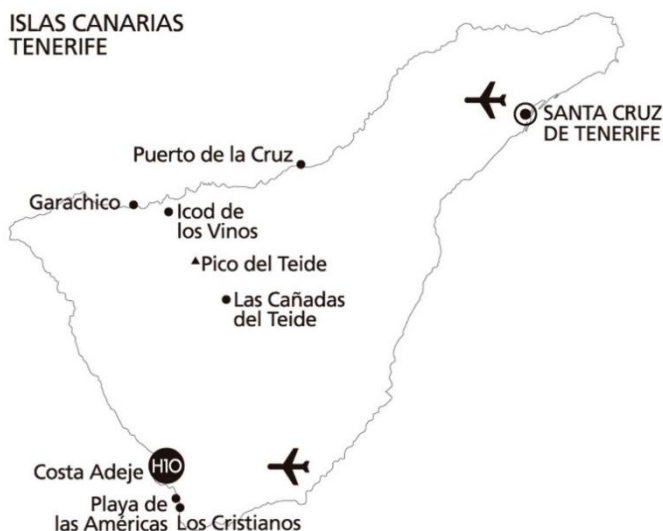 ISLAS CANARIAS
TENERIFE
SANTA CRUZ
DE TENERIFE
Puerto de la Cruz
Garachico
Icod de
los Vinos
Pico del Teide
Las Cañadas
del Teide
Costa Adeje
H10
Playa de
las Américas
Los Cristianos